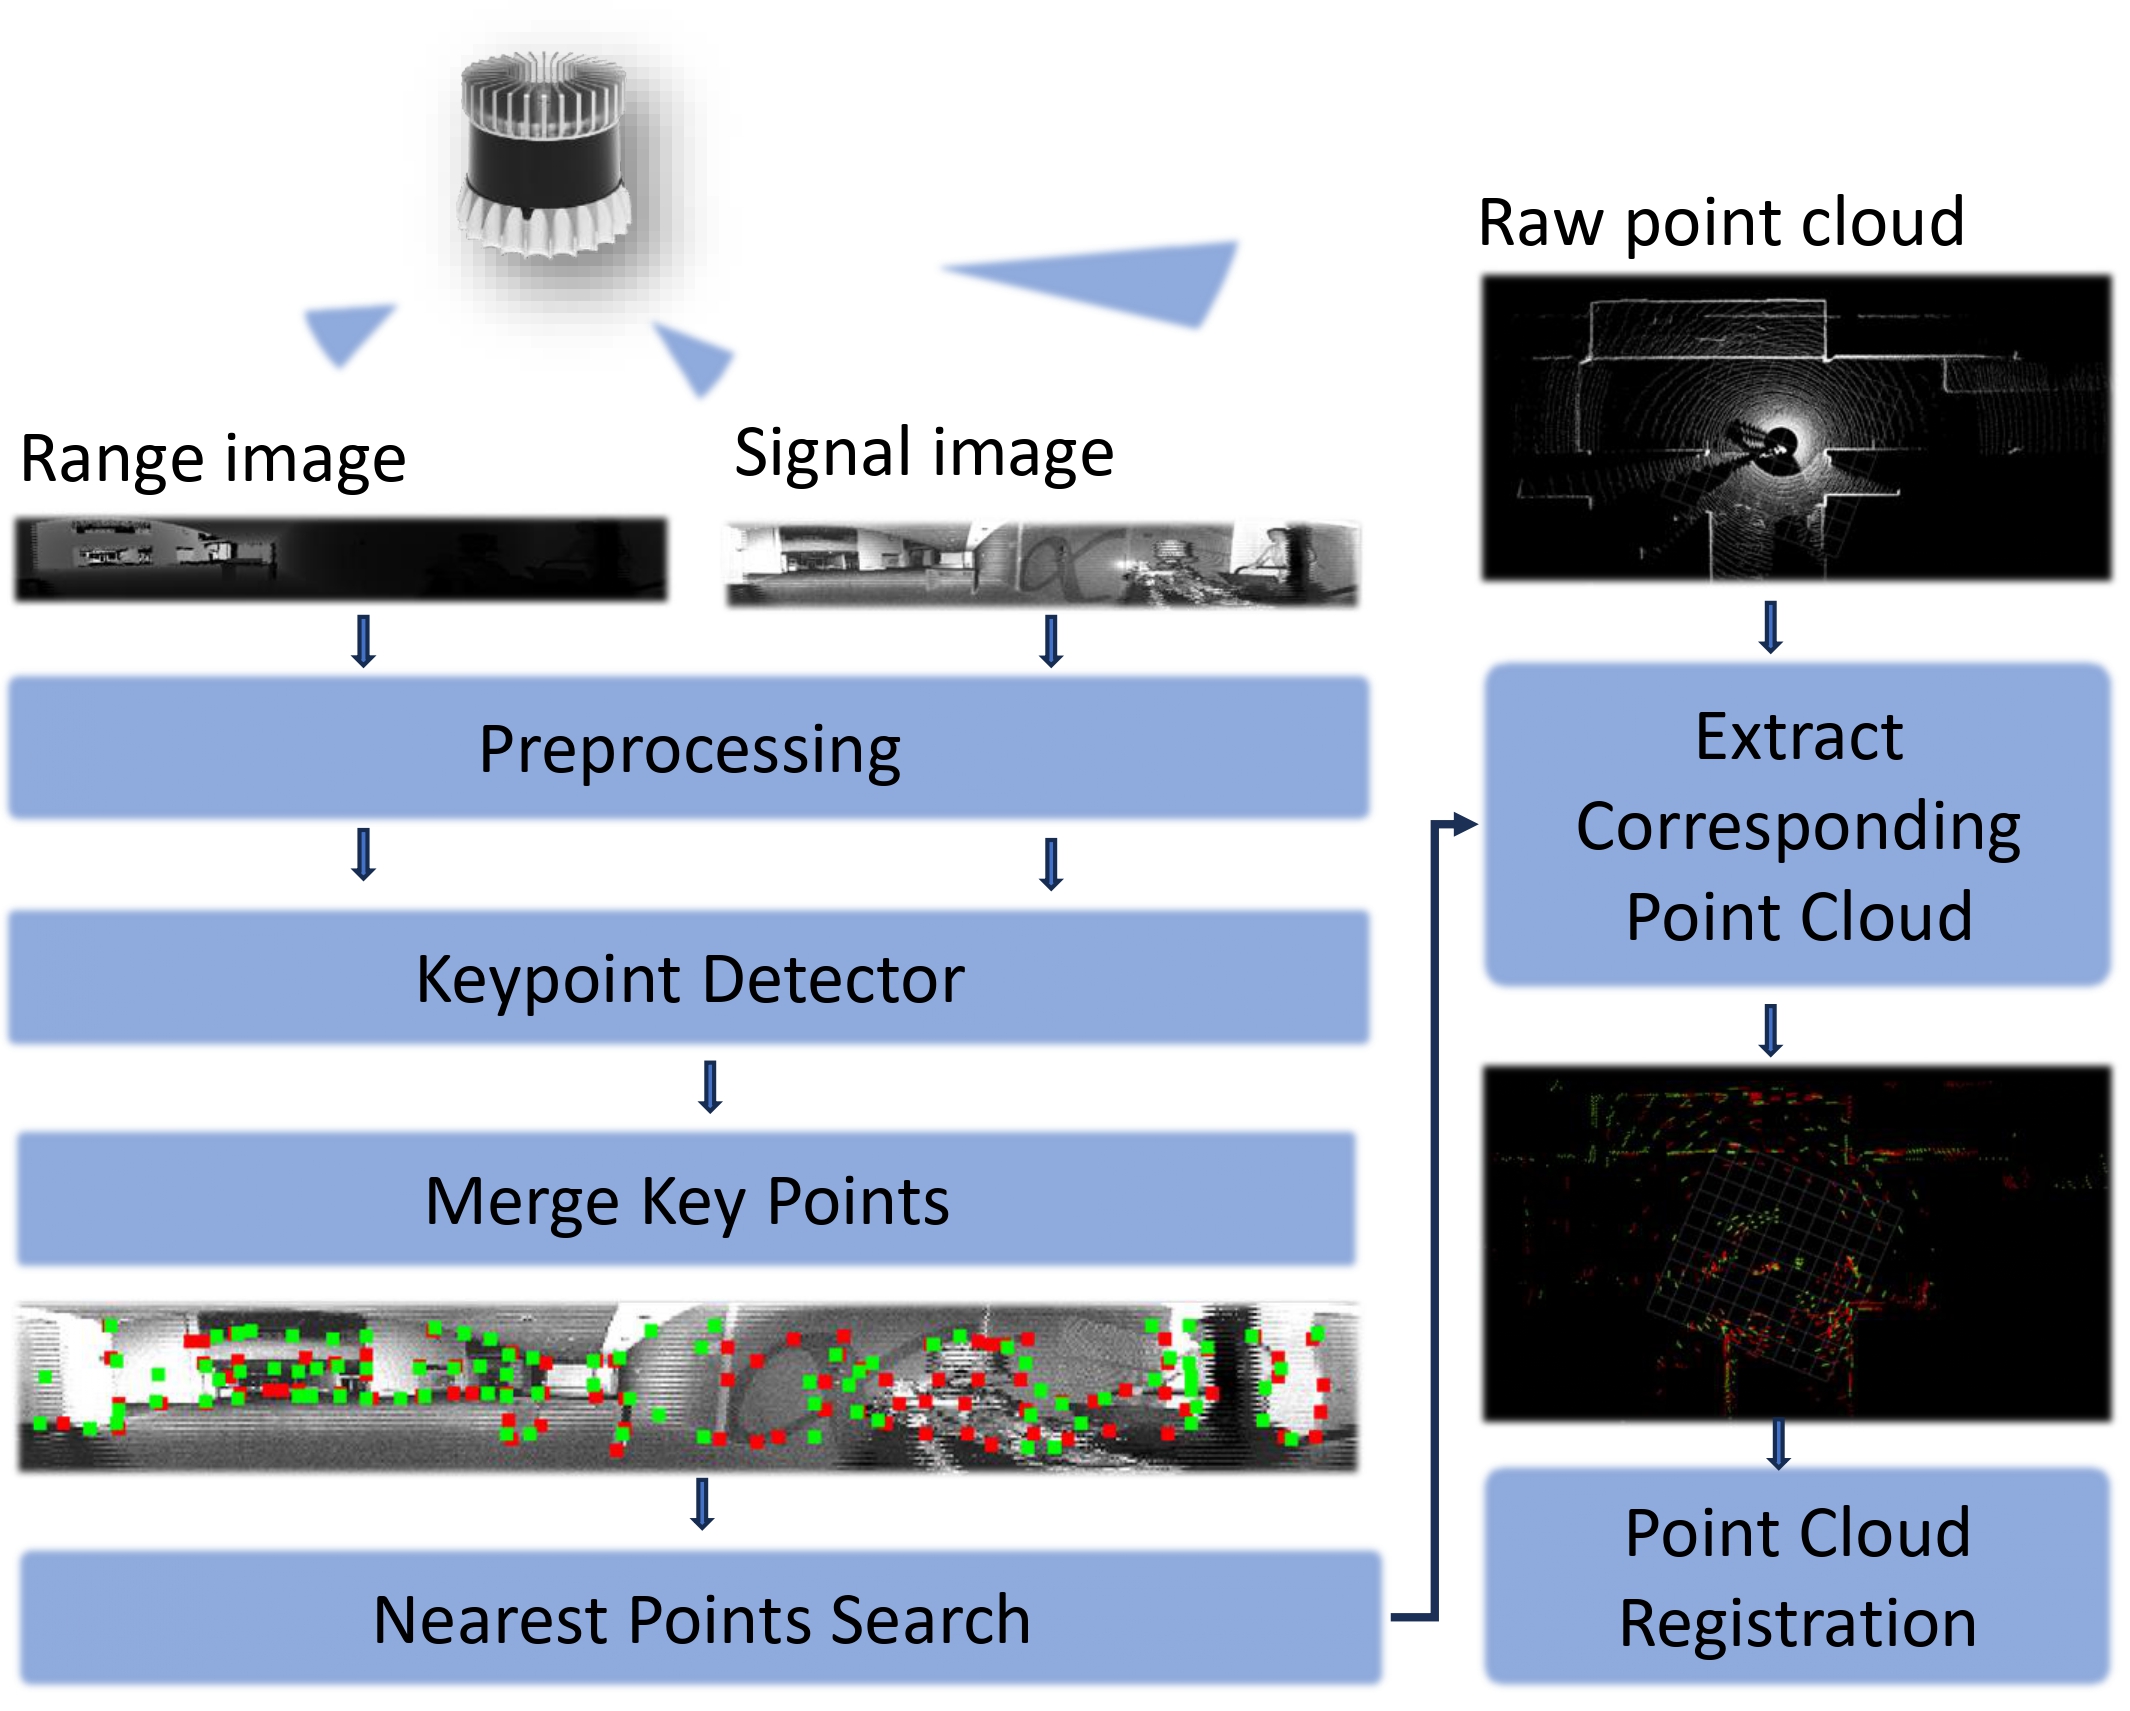 Range image
Signal image
Preprocessing
Keypoint Detector
Merge Key Points
Nearest Points Search
Raw point cloud
Extract
Corresponding
Point Cloud
Point Cloud
Registration